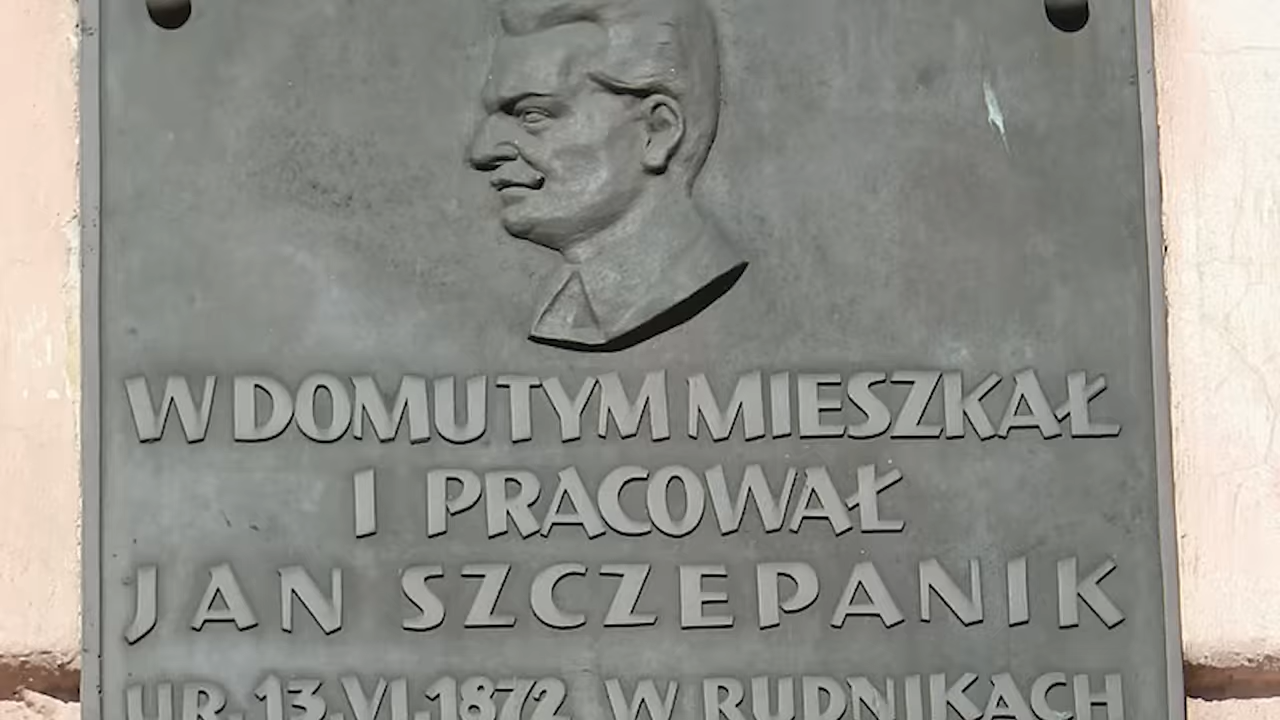 W DOMU TYM MIESZKAŁ
I PRACOWAŁ
JAN SZCZEPANIK
UR. 13.VI.1872 W RUDNIKACH